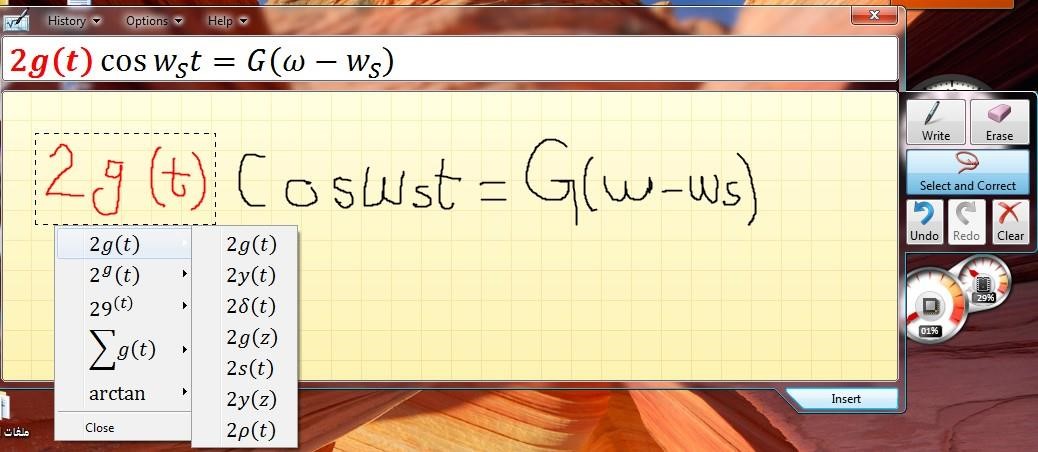 History Options Help x
2g(t) cos w_S t = G(ω − w_S)
2g(t) Cos wst = G(w-ws)
Write Erase
Select and Correct
Undo Redo Clear
2g(t) 2g(t)
2^g(t) 2y(t)
29^(t) 2δ(t)
∑g(t) 2g(z)
2s(t)
arctan 2y(z)
Close 2ρ(t)
29%
01%
Insert
ملفات